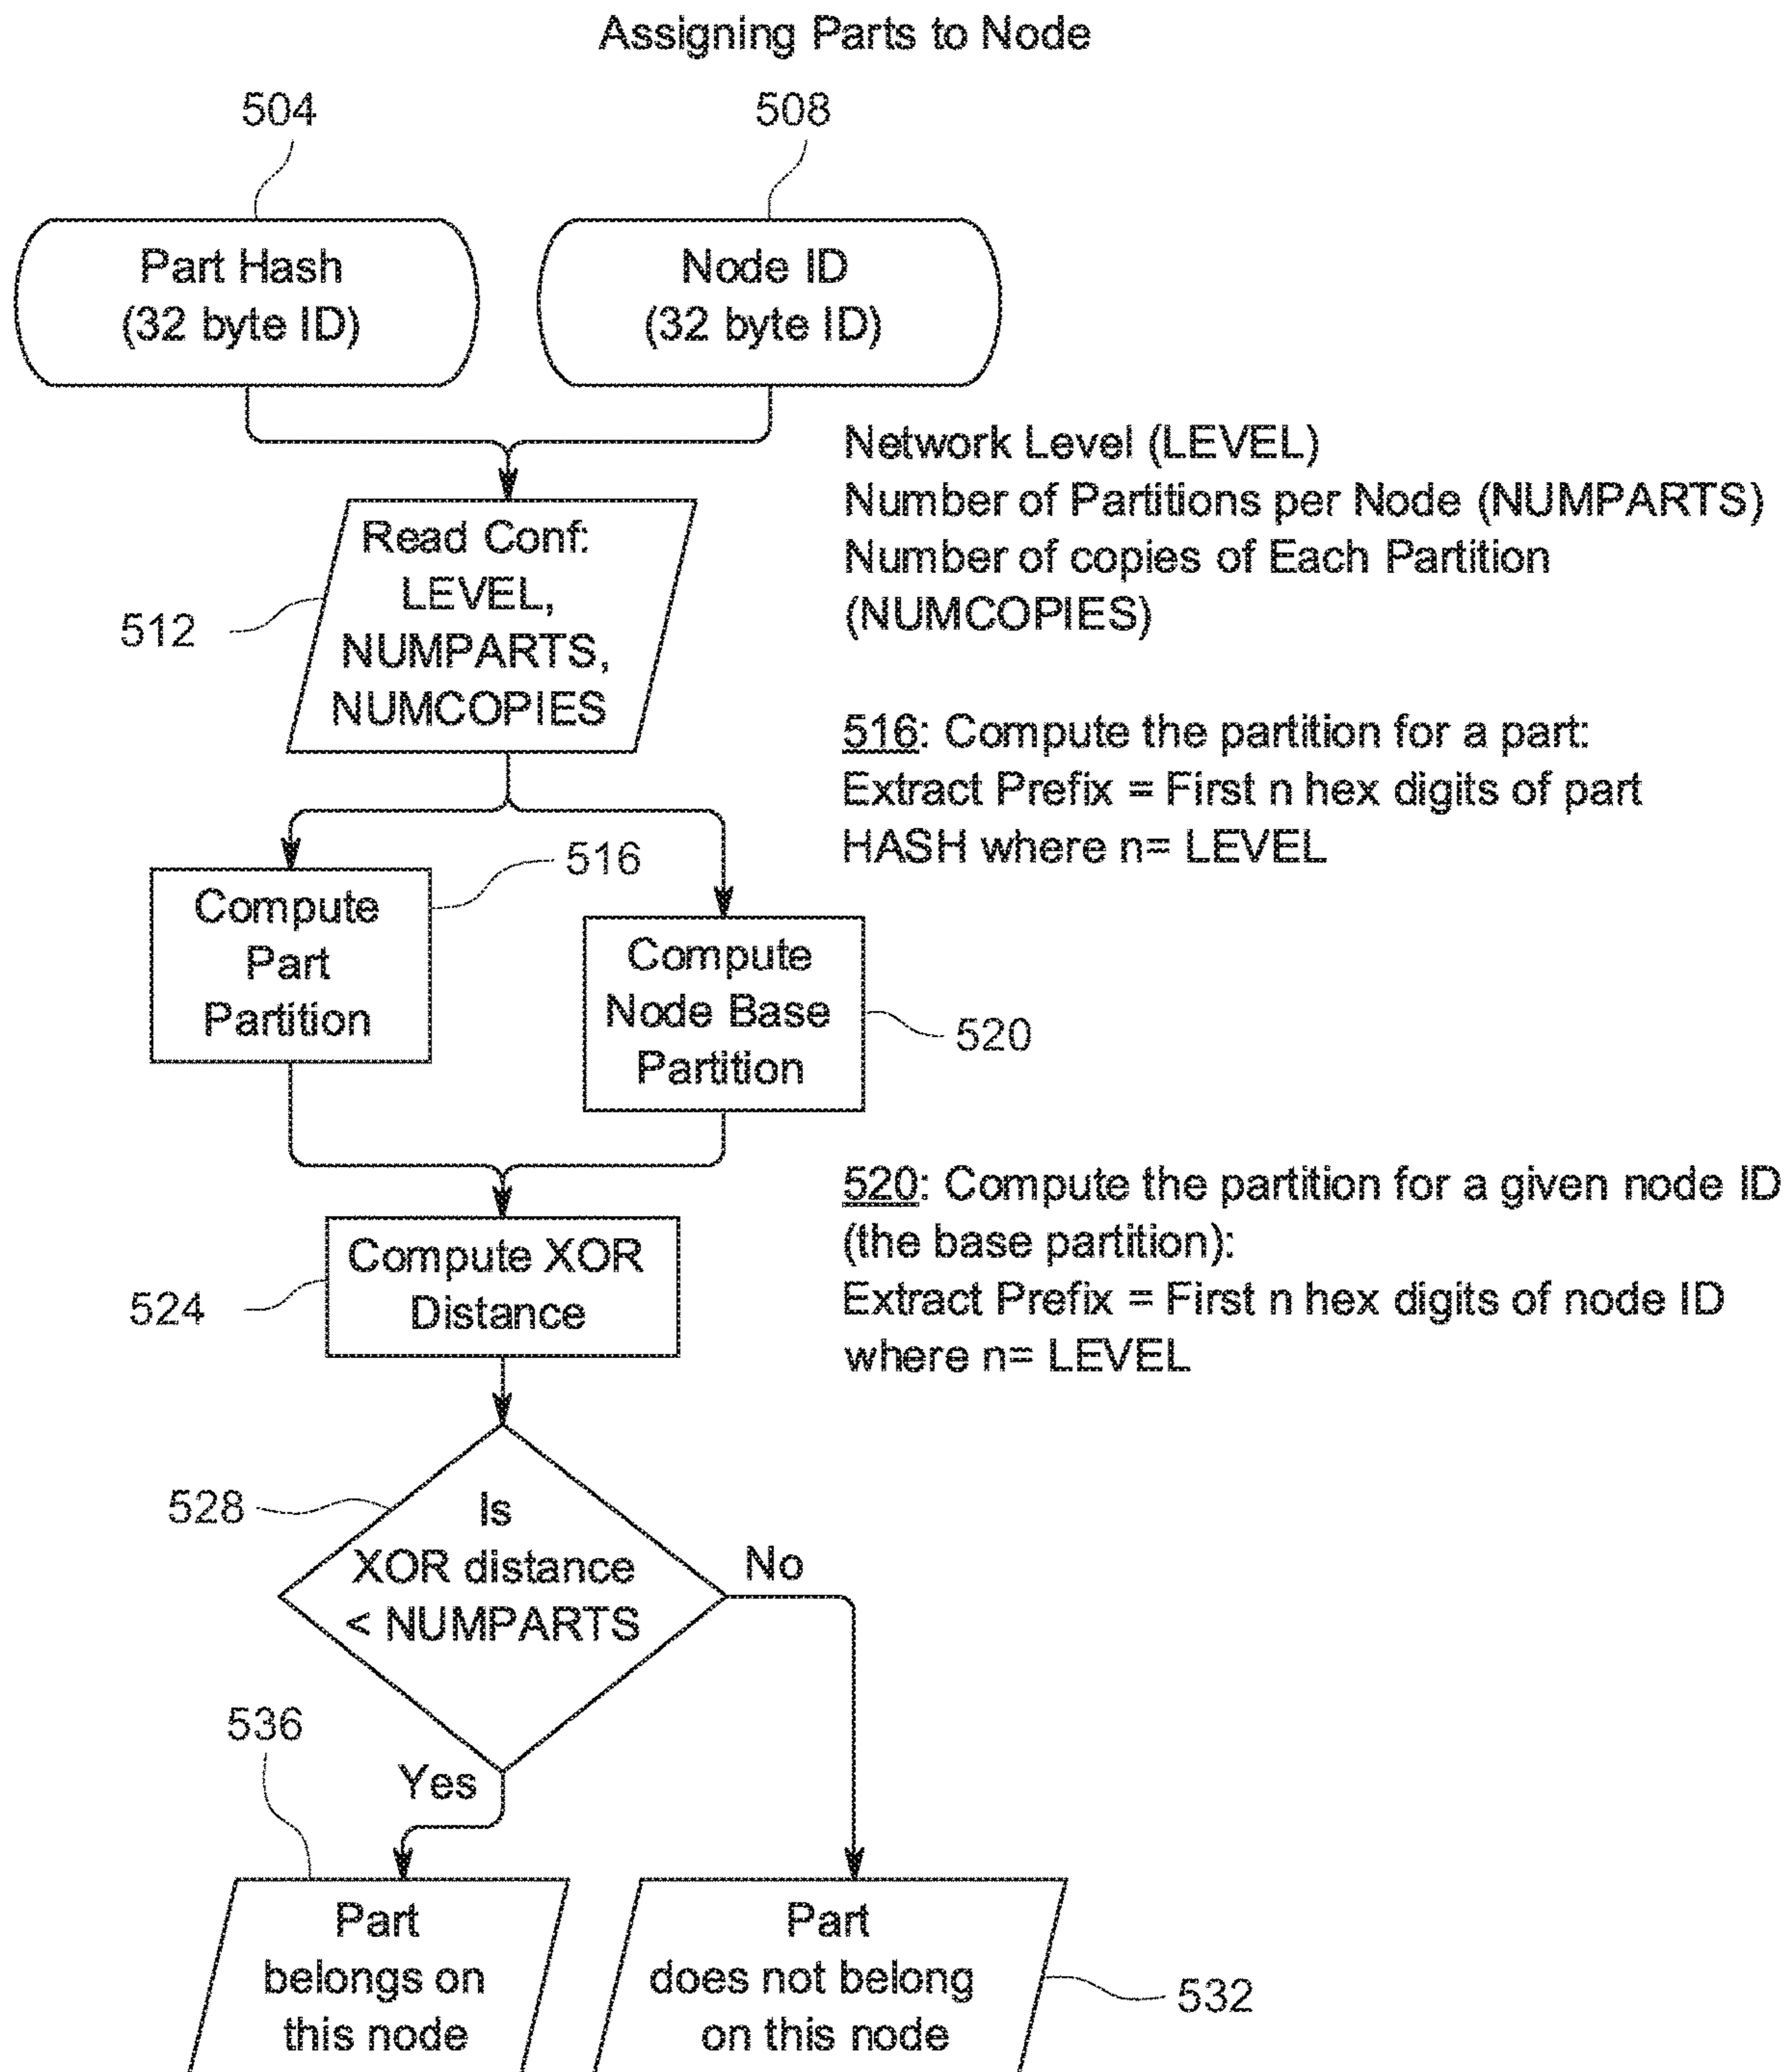 Assigning Parts to Node
504
508
Part Hash
(32 byte ID)
Node ID
(32 byte ID)
Network Level (LEVEL)
Number of Partitions per Node (NUMPARTS)
Number of copies of Each Partition
(NUMCOPIES)
Read Conf:
LEVEL,
NUMPARTS,
NUMCOPIES
512
516: Compute the partition for a part:
Extract Prefix = First n hex digits of part
HASH where n= LEVEL
516
Compute
Part
Partition
Compute
Node Base
Partition
520
520: Compute the partition for a given node ID
(the base partition):
Extract Prefix = First n hex digits of node ID
where n= LEVEL
Compute XOR
Distance
524
528
Is
XOR distance
< NUMPARTS
No
Yes
536
Part
belongs on
this node
Part
does not belong
on this node
532